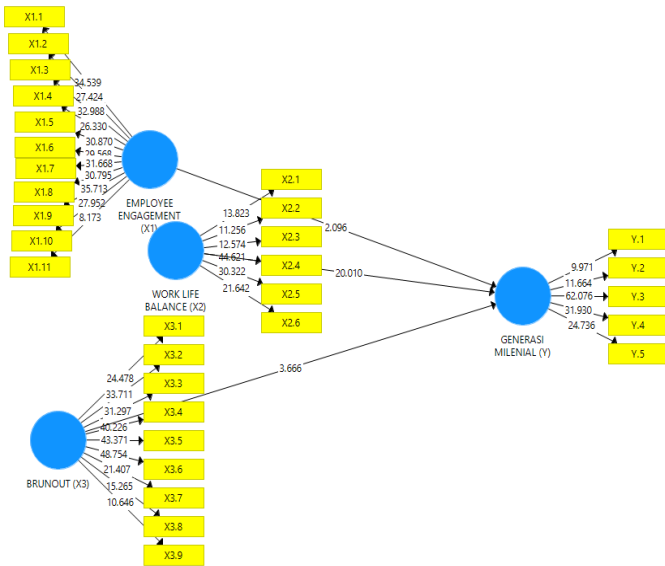 X1.1
X1.2
X1.3
X1.4
X1.5
X1.6
X1.7
X1.8
X1.9
X1.10
X1.11
34.539
27.424
32.988
26.330
30.870
29.568
31.668
30.795
35.713
27.952
8.173
EMPLOYEE
ENGAGEMENT
(X1)
X2.1
X2.2
X2.3
X2.4
X2.5
X2.6
13.823
11.256
12.574
44.621
30.322
21.642
WORK LIFE
BALANCE (X2)
2.096
20.010
3.666
Y.1
Y.2
Y.3
Y.4
Y.5
9.971
11.664
62.076
31.930
24.736
GENERASI
MILENIAL (Y)
X3.1
X3.2
X3.3
X3.4
X3.5
X3.6
X3.7
X3.8
X3.9
24.478
33.711
31.297
40.226
43.371
48.754
21.407
15.265
10.646
BRUNOUT (X3)